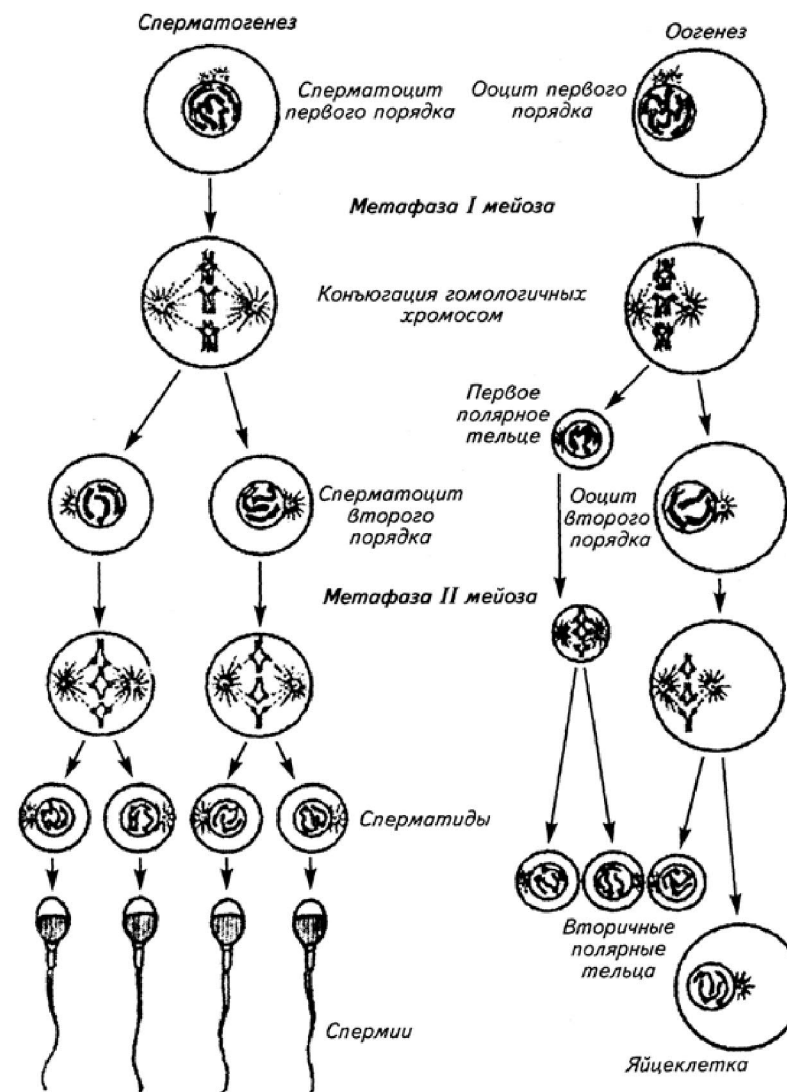 Сперматогенез
Оогенез
Сперматоцит
первого порядка
Ооцит первого
порядка
Метафаза I мейоза
Конъюгация гомологичных
хромосом
Первое
полярное
тельце
Сперматоцит
второго
порядка
Ооцит
второго
порядка
Метафаза II мейоза
Сперматиды
Вторичные
полярные
тельца
Спермии
Яйцеклетка